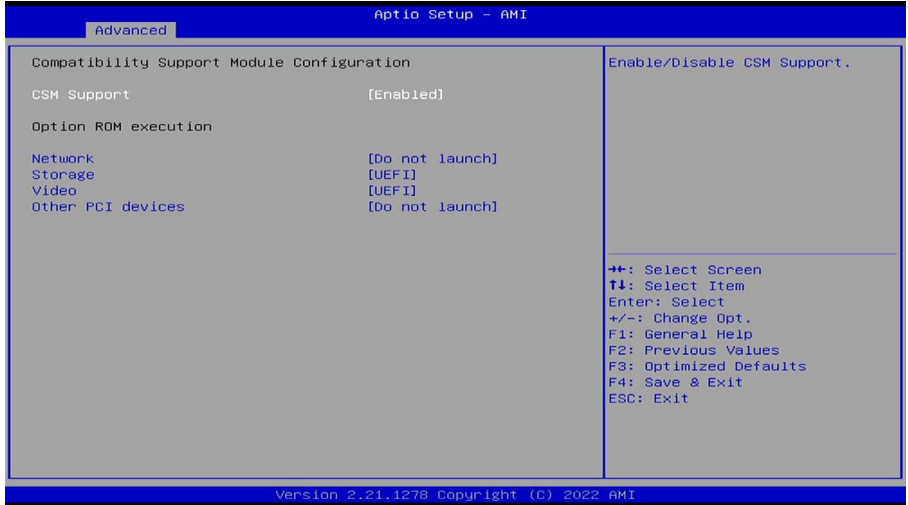 Aptio Setup – AMI
Advanced
Compatibility Support Module Configuration
CSM Support [Enabled]
Option ROM execution
Network [Do not launch]
Storage [UEFI]
Video [UEFI]
Other PCI devices [Do not launch]
Enable/Disable CSM Support.
→←: Select Screen
↑↓: Select Item
Enter: Select
+/-: Change Opt.
F1: General Help
F2: Previous Values
F3: Optimized Defaults
F4: Save & Exit
ESC: Exit
Version 2.21.1278 Copyright (C) 2022 AMI